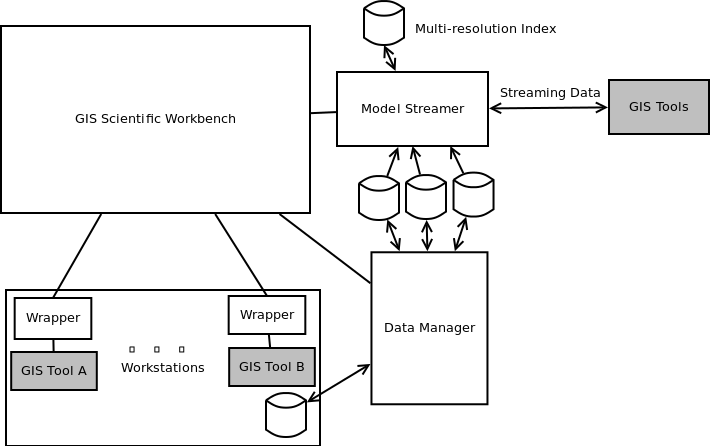 Multi-resolution Index
GIS Scientific Workbench
Model Streamer
Streaming Data
GIS Tools
Wrapper
Wrapper
GIS Tool A
Workstations
GIS Tool B
Data Manager